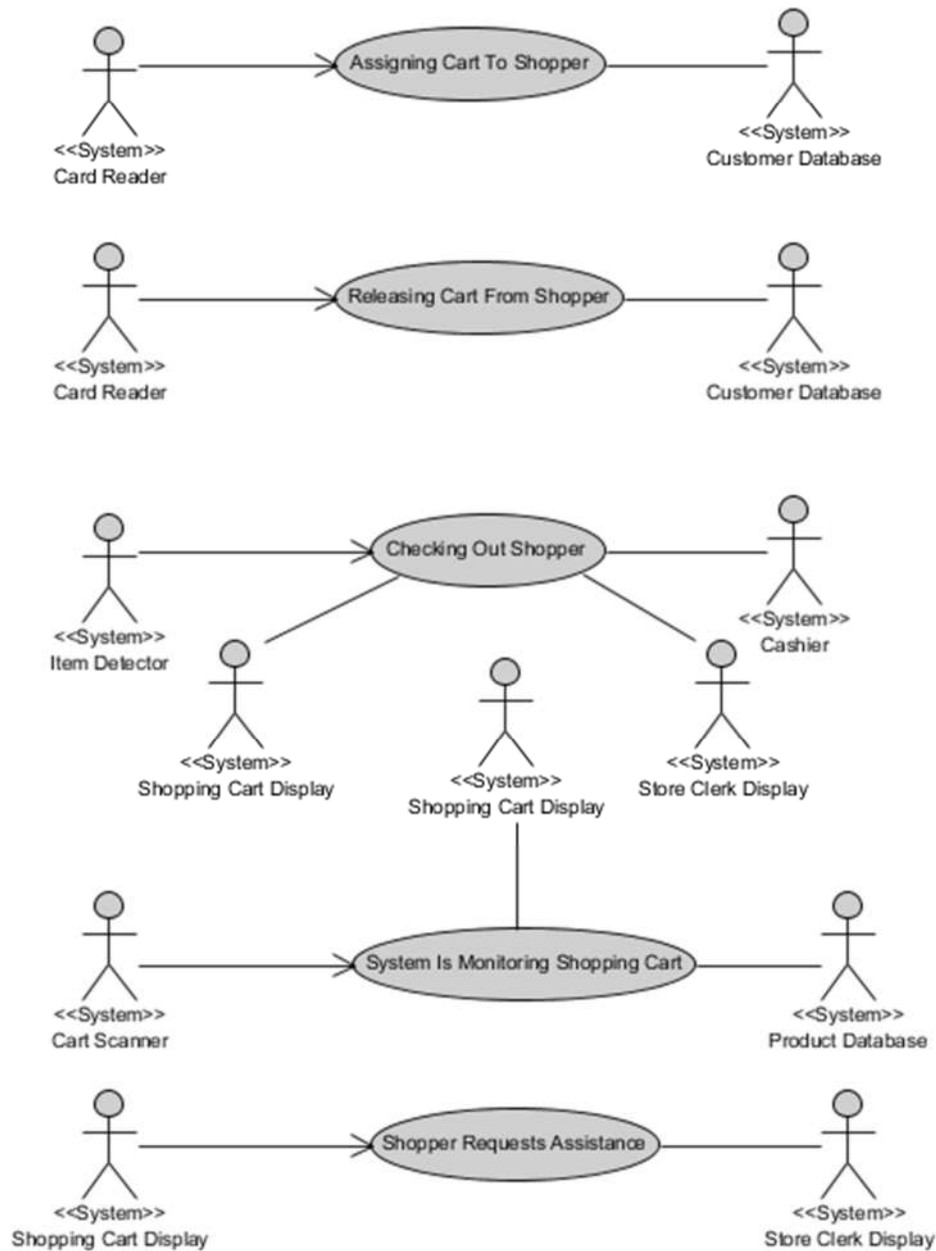 Assigning Cart To Shopper
<<System>>
Card Reader
<<System>>
Customer Database
Releasing Cart From Shopper
<<System>>
Card Reader
<<System>>
Customer Database
Checking Out Shopper
<<System>>
Item Detector
<<System>>
Cashier
<<System>>
Shopping Cart Display
<<System>>
Shopping Cart Display
<<System>>
Store Clerk Display
System Is Monitoring Shopping Cart
<<System>>
Cart Scanner
<<System>>
Product Database
Shopper Requests Assistance
<<System>>
Shopping Cart Display
<<System>>
Store Clerk Display